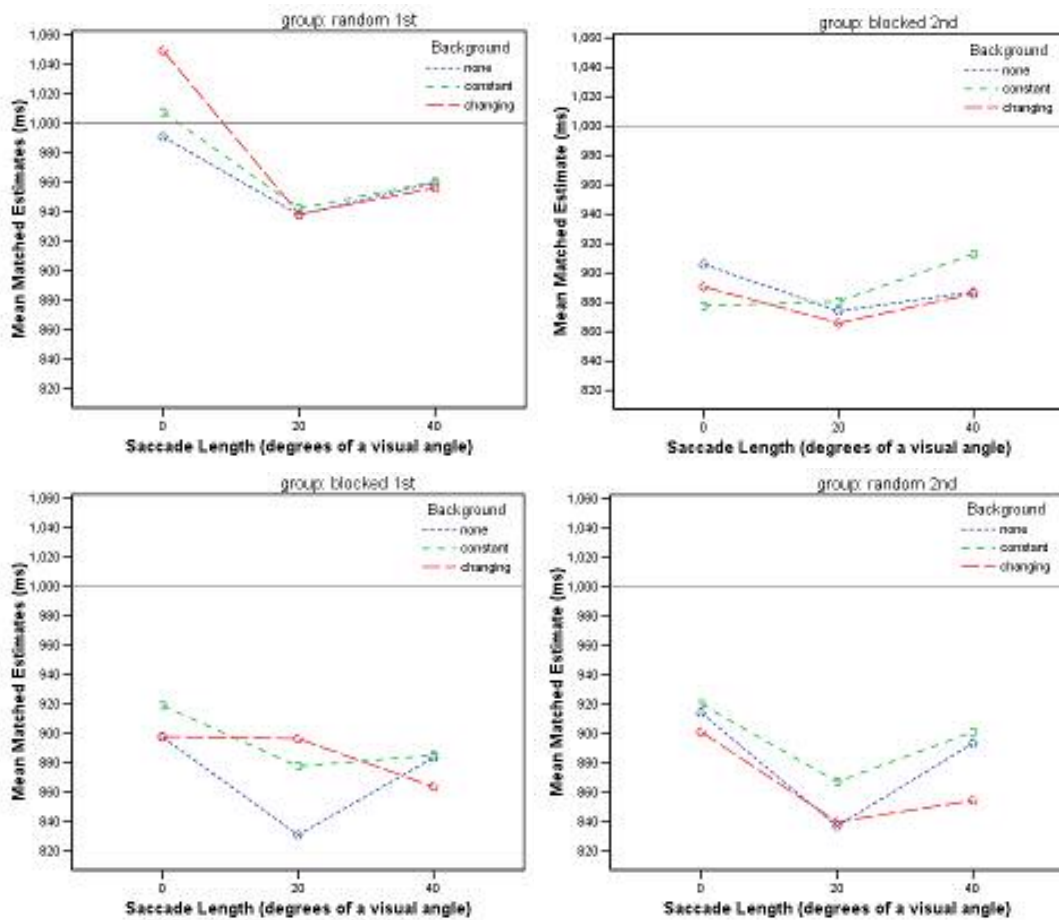 group: random 1st
Mean Matched Estimates (ms)
1,060
1,040
1,020
1,000
980
960
940
920
900
880
860
840
820
Background
none
constant
changing
0
20
40
Saccade Length (degrees of a visual angle)
group: blocked 2nd
Mean Matched Estimate (ms)
1,060
1,040
1,020
1,000
980
960
940
920
900
880
860
840
820
Background
none
constant
changing
0
20
40
Saccade Length (degrees of a visual angle)
group: blocked 1st
Mean Matched Estimates (ms)
1,060
1,040
1,020
1,000
980
960
940
920
900
880
860
840
820
Background
none
constant
changing
0
20
40
Saccade Length (degrees of a visual angle)
group: random 2nd
Mean Matched Estimates (ms)
1,060
1,040
1,020
1,000
980
960
940
920
900
880
860
840
820
Background
none
constant
changing
0
20
40
Saccade Length (degrees of a visual angle)